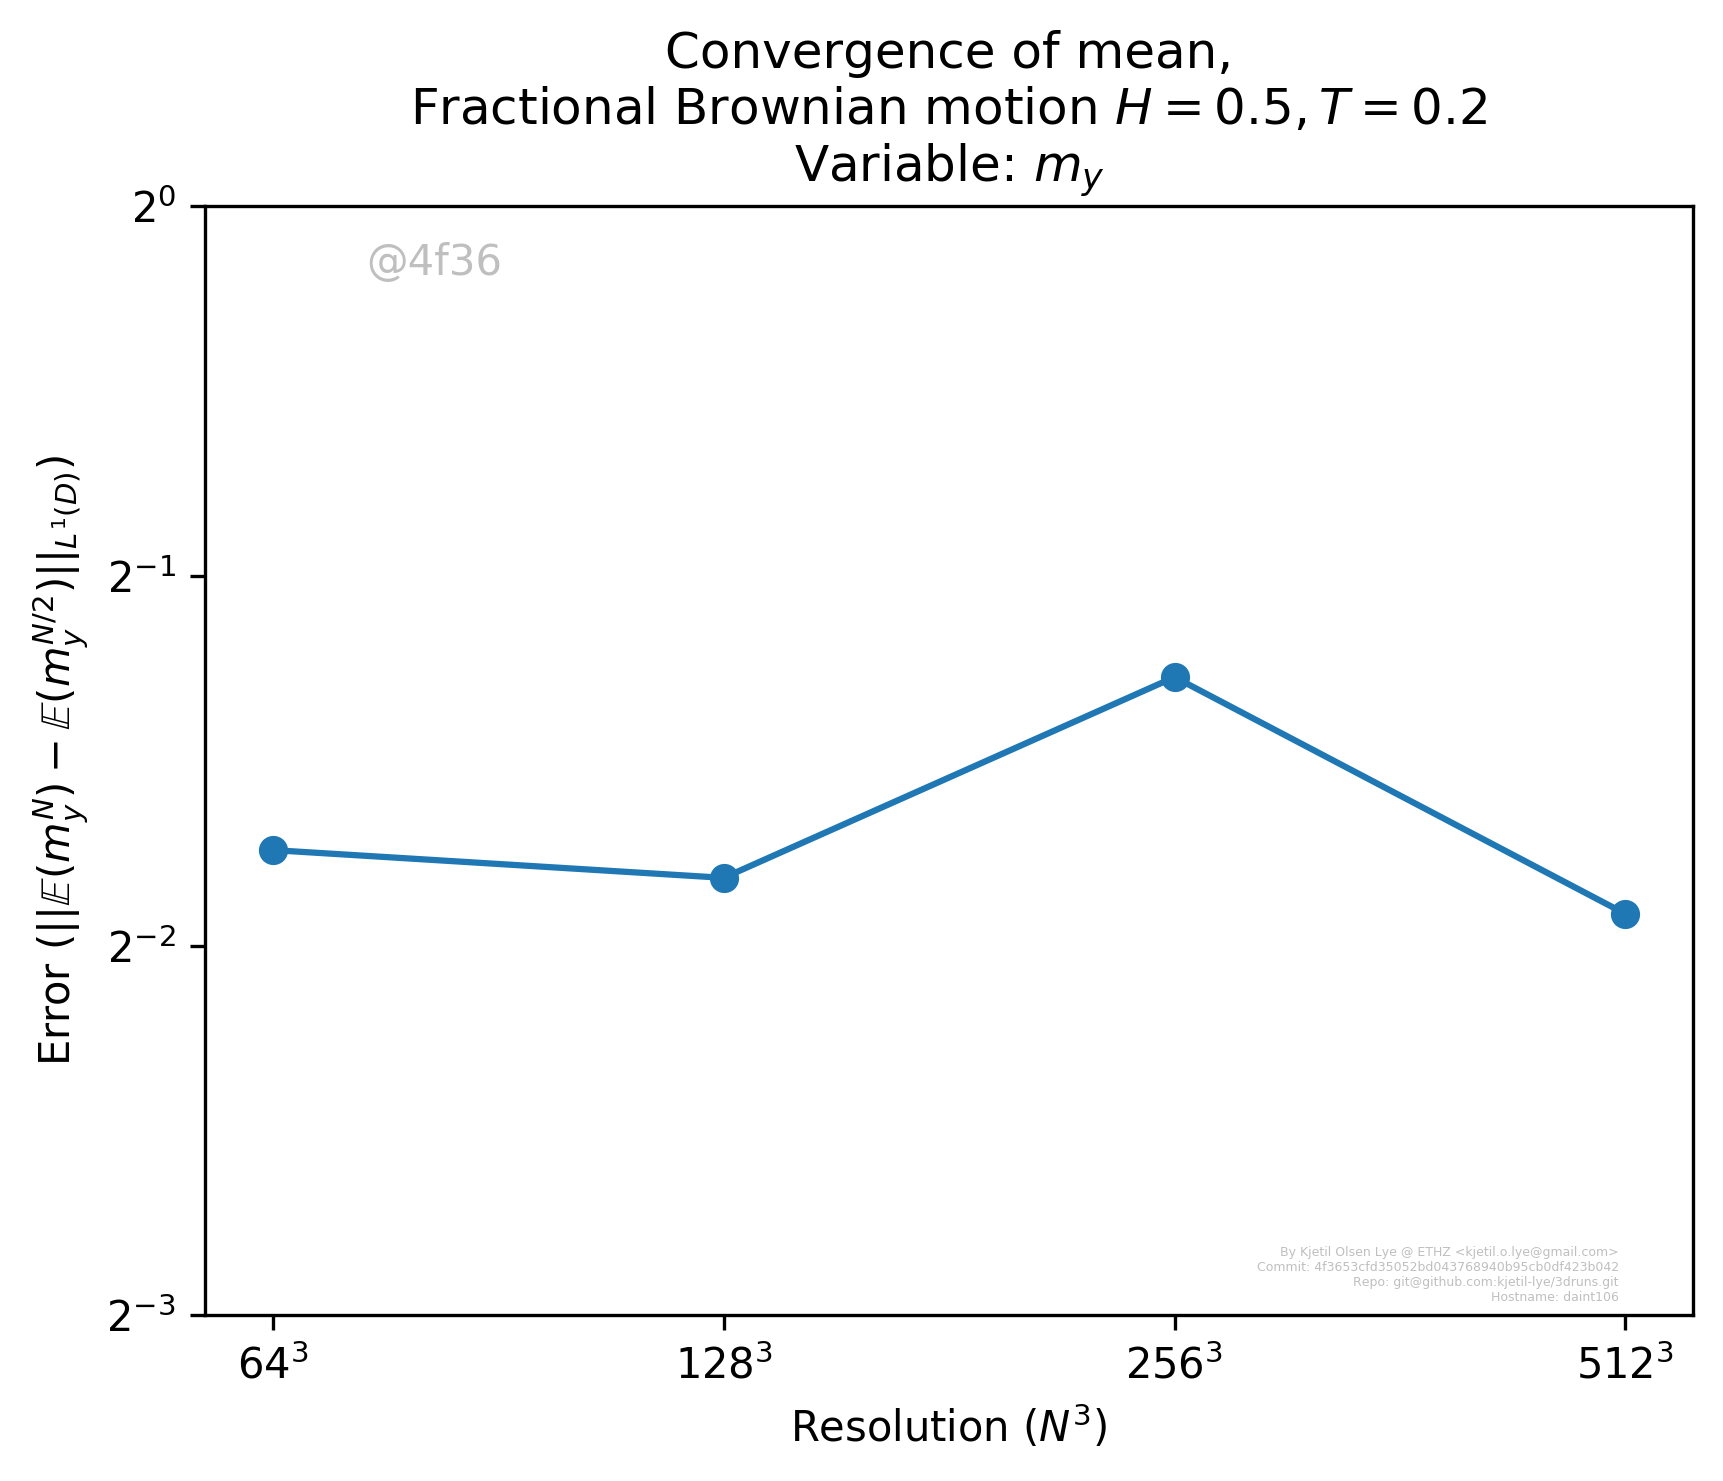 Convergence of mean,
Fractional Brownian motion H = 0.5, T = 0.2
Variable: m_y
2^0
@4f36
2^−1
Error (||𝔼(m_y^N) − 𝔼(m_y^{N/2})||_{L^1(D)})
2^−2
By Kjetil Olsen Lye @ ETHZ <kjetil.o.lye@gmail.com>
Commit: 4f3653cfd35052bd043768940b95cb0df423b042
Repo: git@github.com:kjetil-lye/3druns.git
Hostname: daint106
2^−3
64^3 128^3 256^3 512^3
Resolution (N^3)